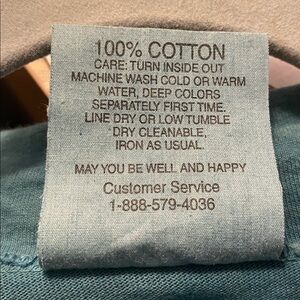 100% COTTON
CARE: TURN INSIDE OUT
MACHINE WASH COLD OR WARM
WATER, DEEP COLORS
SEPARATELY FIRST TIME.
LINE DRY OR LOW TUMBLE
DRY CLEANABLE,
IRON AS USUAL.
MAY YOU BE WELL AND HAPPY
Customer Service
1-888-579-4036